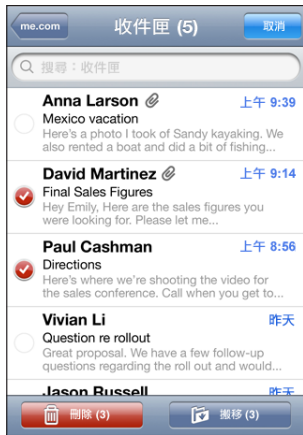 me.com
收件匣 (5)
取消
搜尋：收件匣
Anna Larson
上午 9:39
Mexico vacation
Here's a photo I took of Sandy kayaking. We
also rented a boat and did a bit of fishing...
David Martinez
上午 9:14
Final Sales Figures
Hey Emily, Here are the sales figures you
were looking for. Please let me...
Paul Cashman
上午 8:56
Directions
Here's where we're shooting the video for
the sales conference. Call when you get to...
Vivian Li
昨天
Question re rollout
Great proposal. We have a few follow-up
questions regarding the roll out and would...
Jason Russell
昨天
刪除 (3)
搬移 (3)